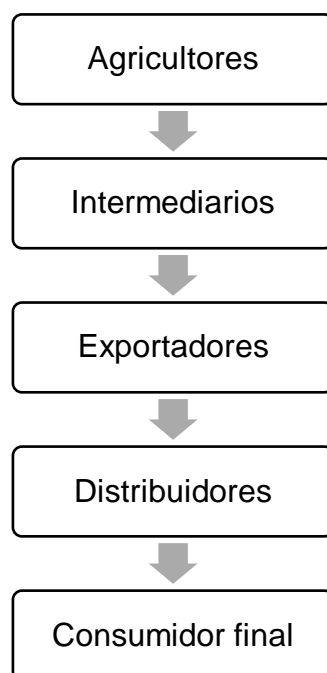 Agricultores
Intermediarios
Exportadores
Distribuidores
Consumidor final